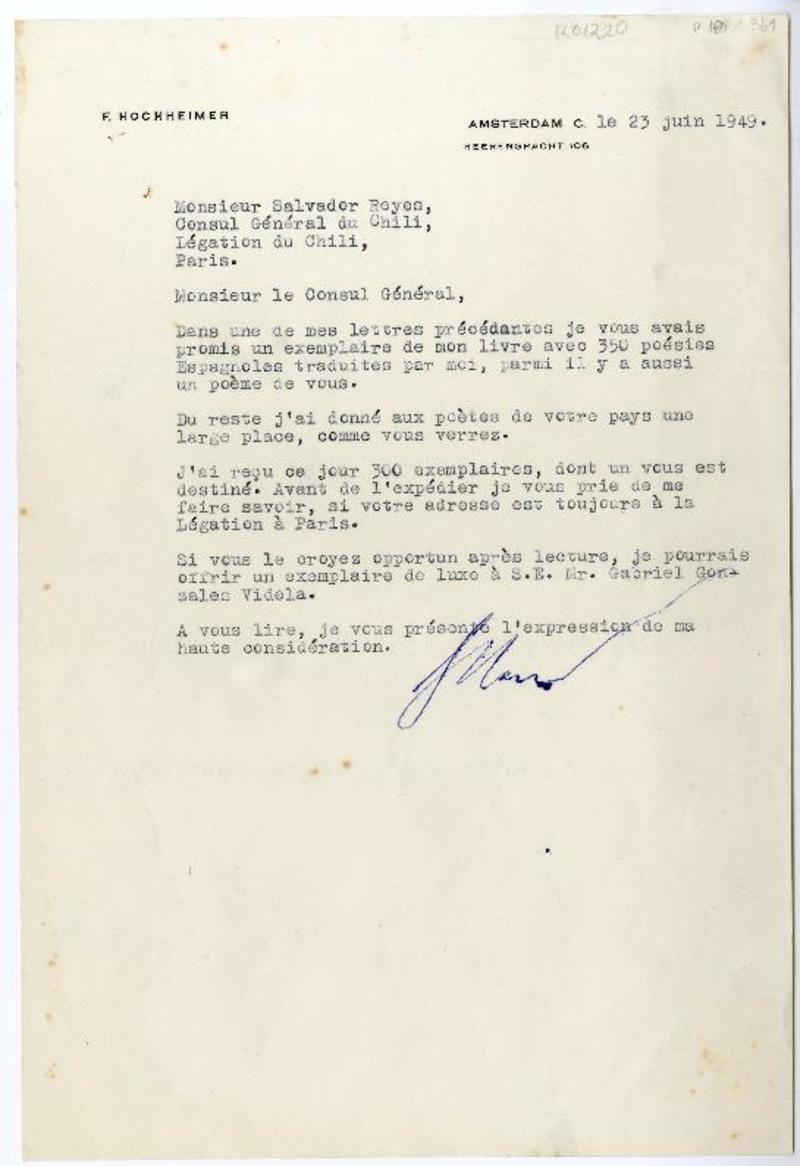 R01220
F. HOCHHEIMER
AMSTERDAM C. le 23 juin 1949.
HEERENGRACHT 106
Monsieur Salvador Reyes,
Consul Général du Chili,
Légation du Chili,
Paris.
Monsieur le Consul Général,
Dans une de mes lettres précédantes je vous avais
promis un exemplaire de mon livre avec 350 poésies
Espagnoles traduites par moi, parmi il y a aussi
un poème de vous.
Du reste j'ai donné aux poètes de votre pays une
large place, comme vous verrez.
J'ai reçu ce jour 300 exemplaires, dont un vous est
destiné. Avant de l'expédier je vous prie de me
faire savoir, si votre adresse est toujours à la
Légation à Paris.
Si vous le croyez opportun après lecture, je pourrais
offrir un exemplaire de luxe à S.E. Mr. Gabriel Gon-
sales Videla.
A vous lire, je vous présente l'expression de ma
haute considération.